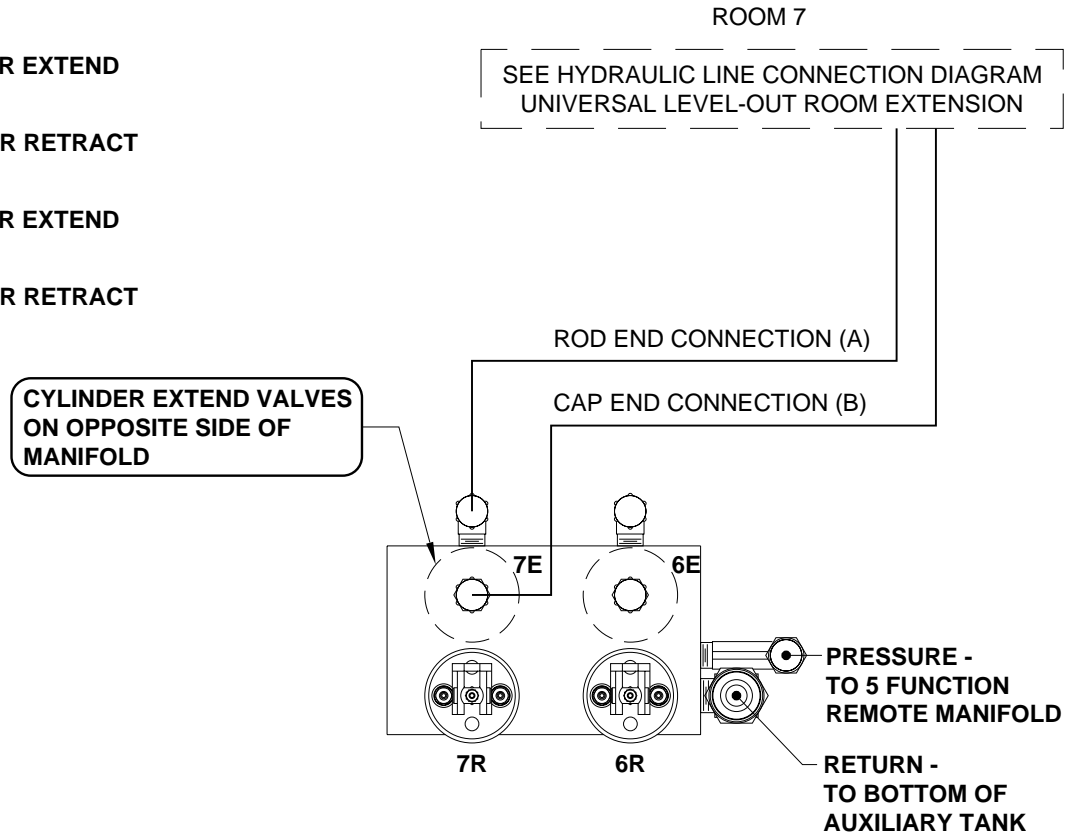 ROOM 7
SEE HYDRAULIC LINE CONNECTION DIAGRAM
UNIVERSAL LEVEL-OUT ROOM EXTENSION
R EXTEND
R RETRACT
R EXTEND
R RETRACT
ROD END CONNECTION (A)
CAP END CONNECTION (B)
CYLINDER EXTEND VALVES
ON OPPOSITE SIDE OF
MANIFOLD
7E
6E
7R
6R
PRESSURE -
TO 5 FUNCTION
REMOTE MANIFOLD
RETURN -
TO BOTTOM OF
AUXILIARY TANK